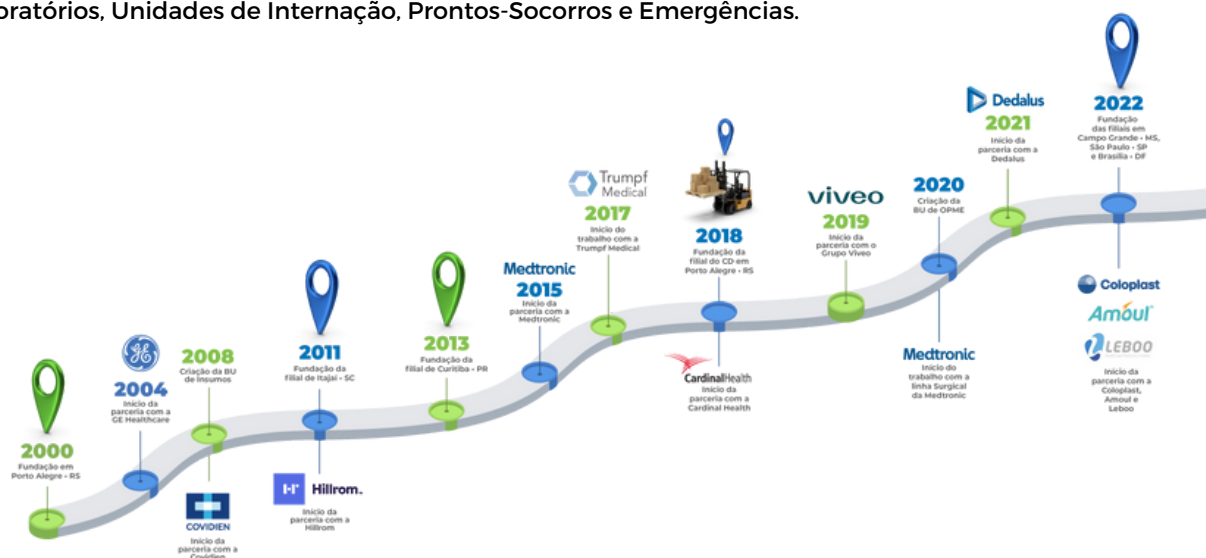 oratórios, Unidades de Internação, Prontos-Socorros e Emergências.
2000
Fundação em
Porto Alegre - RS
GE
2004
Início da
parceria com a
GE Healthcare
2008
Criação da BU
de Insumos
COVIDIEN
Início da
parceria com a
Covidien
2011
Fundação da
filial de Itajaí - SC
H
Hillrom.
Início da
parceria com a
Hillrom
2013
Fundação da
filial de Curitiba - PR
Medtronic
2015
Início da
parceria com a
Medtronic
Trumpf
Medical
2017
Início do
trabalho com a
Trumpf Medical
2018
Fundação da
filial do CD em
Porto Alegre - RS
CardinalHealth
Início da
parceria com a
Cardinal Health
viveo
2019
Início da
parceria com o
Grupo Viveo
2020
Criação da
BU de OPME
Medtronic
Início do
trabalho com a
linha Surgical
da Medtronic
Dedalus
2021
Início da
parceria com a
Dedalus
2022
Fundação
das filiais em
Campo Grande - MS,
São Paulo - SP
e Brasília - DF
Coloplast
Amoul
LEBOO
Início da
parceria com a
Coloplast,
Amoul e
Leboo